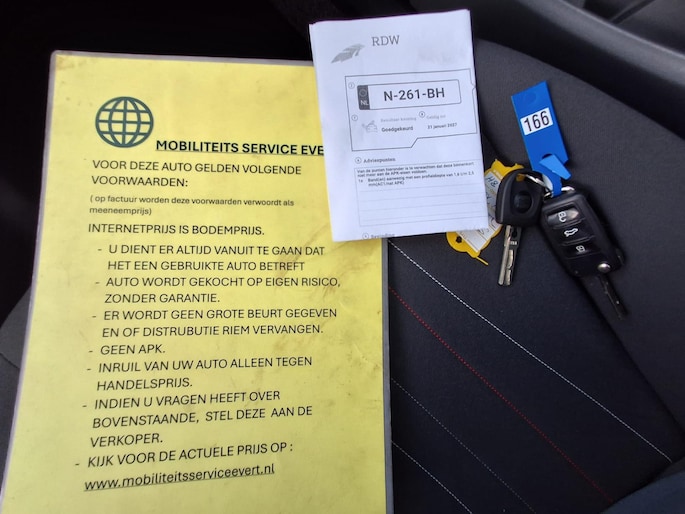 MOBILITEITS SERVICE EVE
VOOR DEZE AUTO GELDEN VOLGENDE
VOORWAARDEN:
( op factuur worden deze voorwaarden verwoordt als
meeneemprijs)
INTERNETPRIJS IS BODEMPRIJS.
- U DIENT ER ALTIJD VANUIT TE GAAN DAT
HET EEN GEBRUIKTE AUTO BETREFT
- AUTO WORDT GEKOCHT OP EIGEN RISICO,
ZONDER GARANTIE.
- ER WORDT GEEN GROTE BEURT GEGEVEN
EN OF DISTRUBUTIE RIEM VERVANGEN.
- GEEN APK.
- INRUIL VAN UW AUTO ALLEEN TEGEN
HANDELSPRIJS.
- INDIEN U VRAGEN HEEFT OVER
BOVENSTAANDE, STEL DEZE AAN DE
VERKOPER.
- KIJK VOOR DE ACTUELE PRIJS OP :
www.mobiliteitsserviceevert.nl
RDW
NL
N-261-BH
Goedgekeurd
31 januari 2027
Adviespunten
166